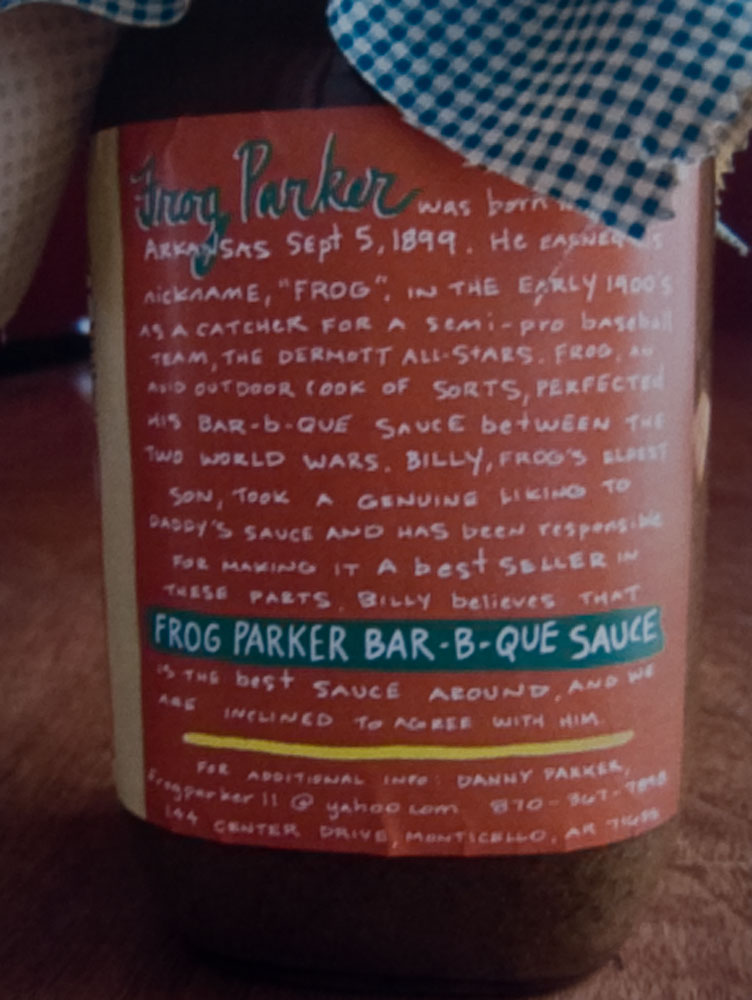 Frog Parker was born
ARKANSAS Sept 5, 1899. He EARNED
NICKNAME, "FROG", IN THE EARLY 1900's
AS A CATCHER FOR A semi-pro baseball
TEAM, THE DERMOTT ALL-STARS. FROG, AN
AVID OUTDOOR COOK OF SORTS, PERFECTED
HIS BAR-b-QUE SAUCE betWEEN THE
TWO WORLD WARS. BILLY, FROG'S ELDEST
SON, TOOK A GENUINE LIKING TO
DADDY'S SAUCE AND HAS been responsible
FOR MAKING IT A best SELLER IN
THESE PARTS. BILLY believes THAT
FROG PARKER BAR-B-QUE SAUCE
IS THE best SAUCE AROUND, AND WE
ARE INCLINED TO AGREE WITH HIM.
FOR ADDITIONAL INFO: DANNY PARKER,
frogparker11@yahoo.com 870-367-
144 CENTER DRIVE, MONTICELLO, AR